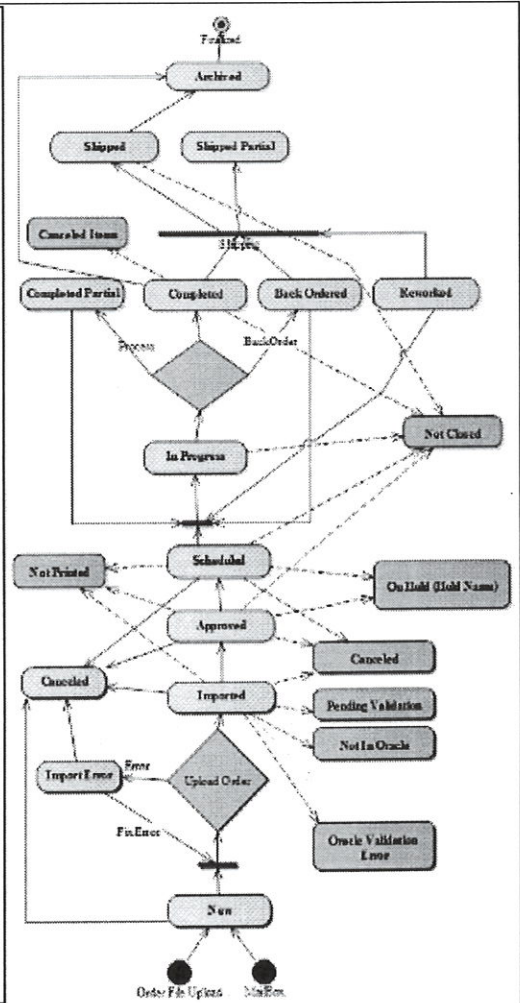 Finalized
Archived
Shipped
Shipped Partial
Canceled Items
Shipping
Completed Partial
Completed
Back Ordered
Reworked
Process
BackOrder
Not Closed
In Progress
Scheduled
Not Printed
On Hold (Hold Name)
Approved
Canceled
Canceled
Imported
Pending Validation
Not In Oracle
Import Error
Error
Upload Order
FixError
Oracle Validation
Error
New
Order File Upload
MailBox